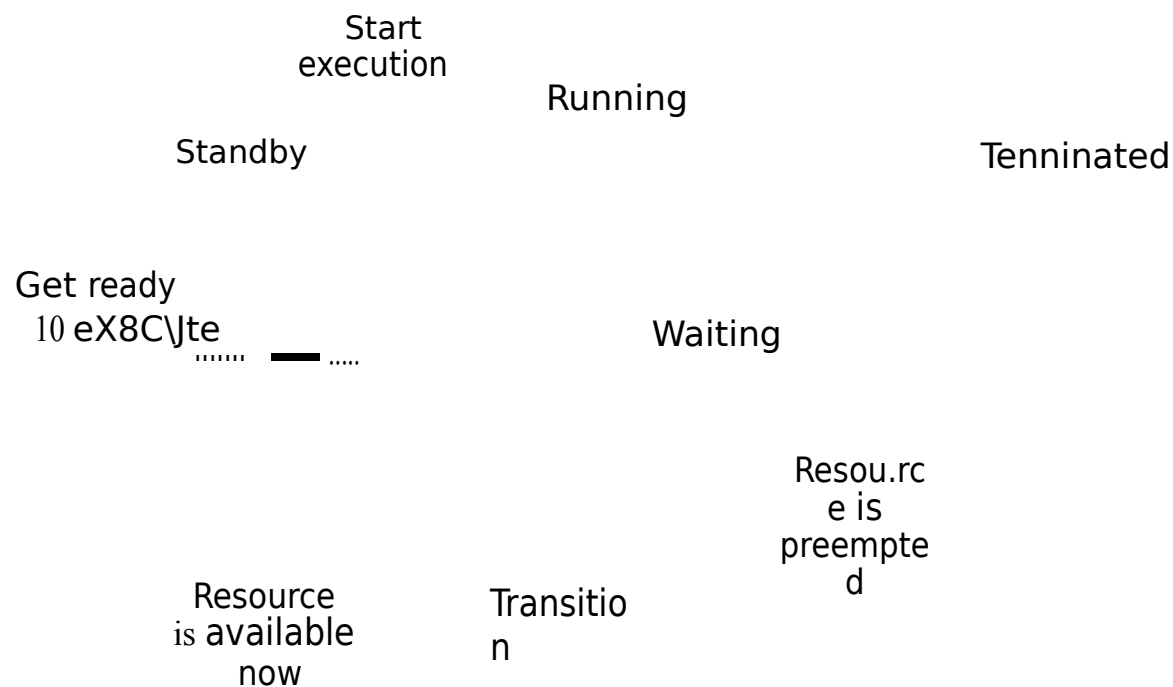 Start
execution
Running
Standby
Tenninated
Get ready
10 eX8C\Jte
Waiting
Resou.rc
e is
preempte
d
Resource
is available
now
Transitio
n